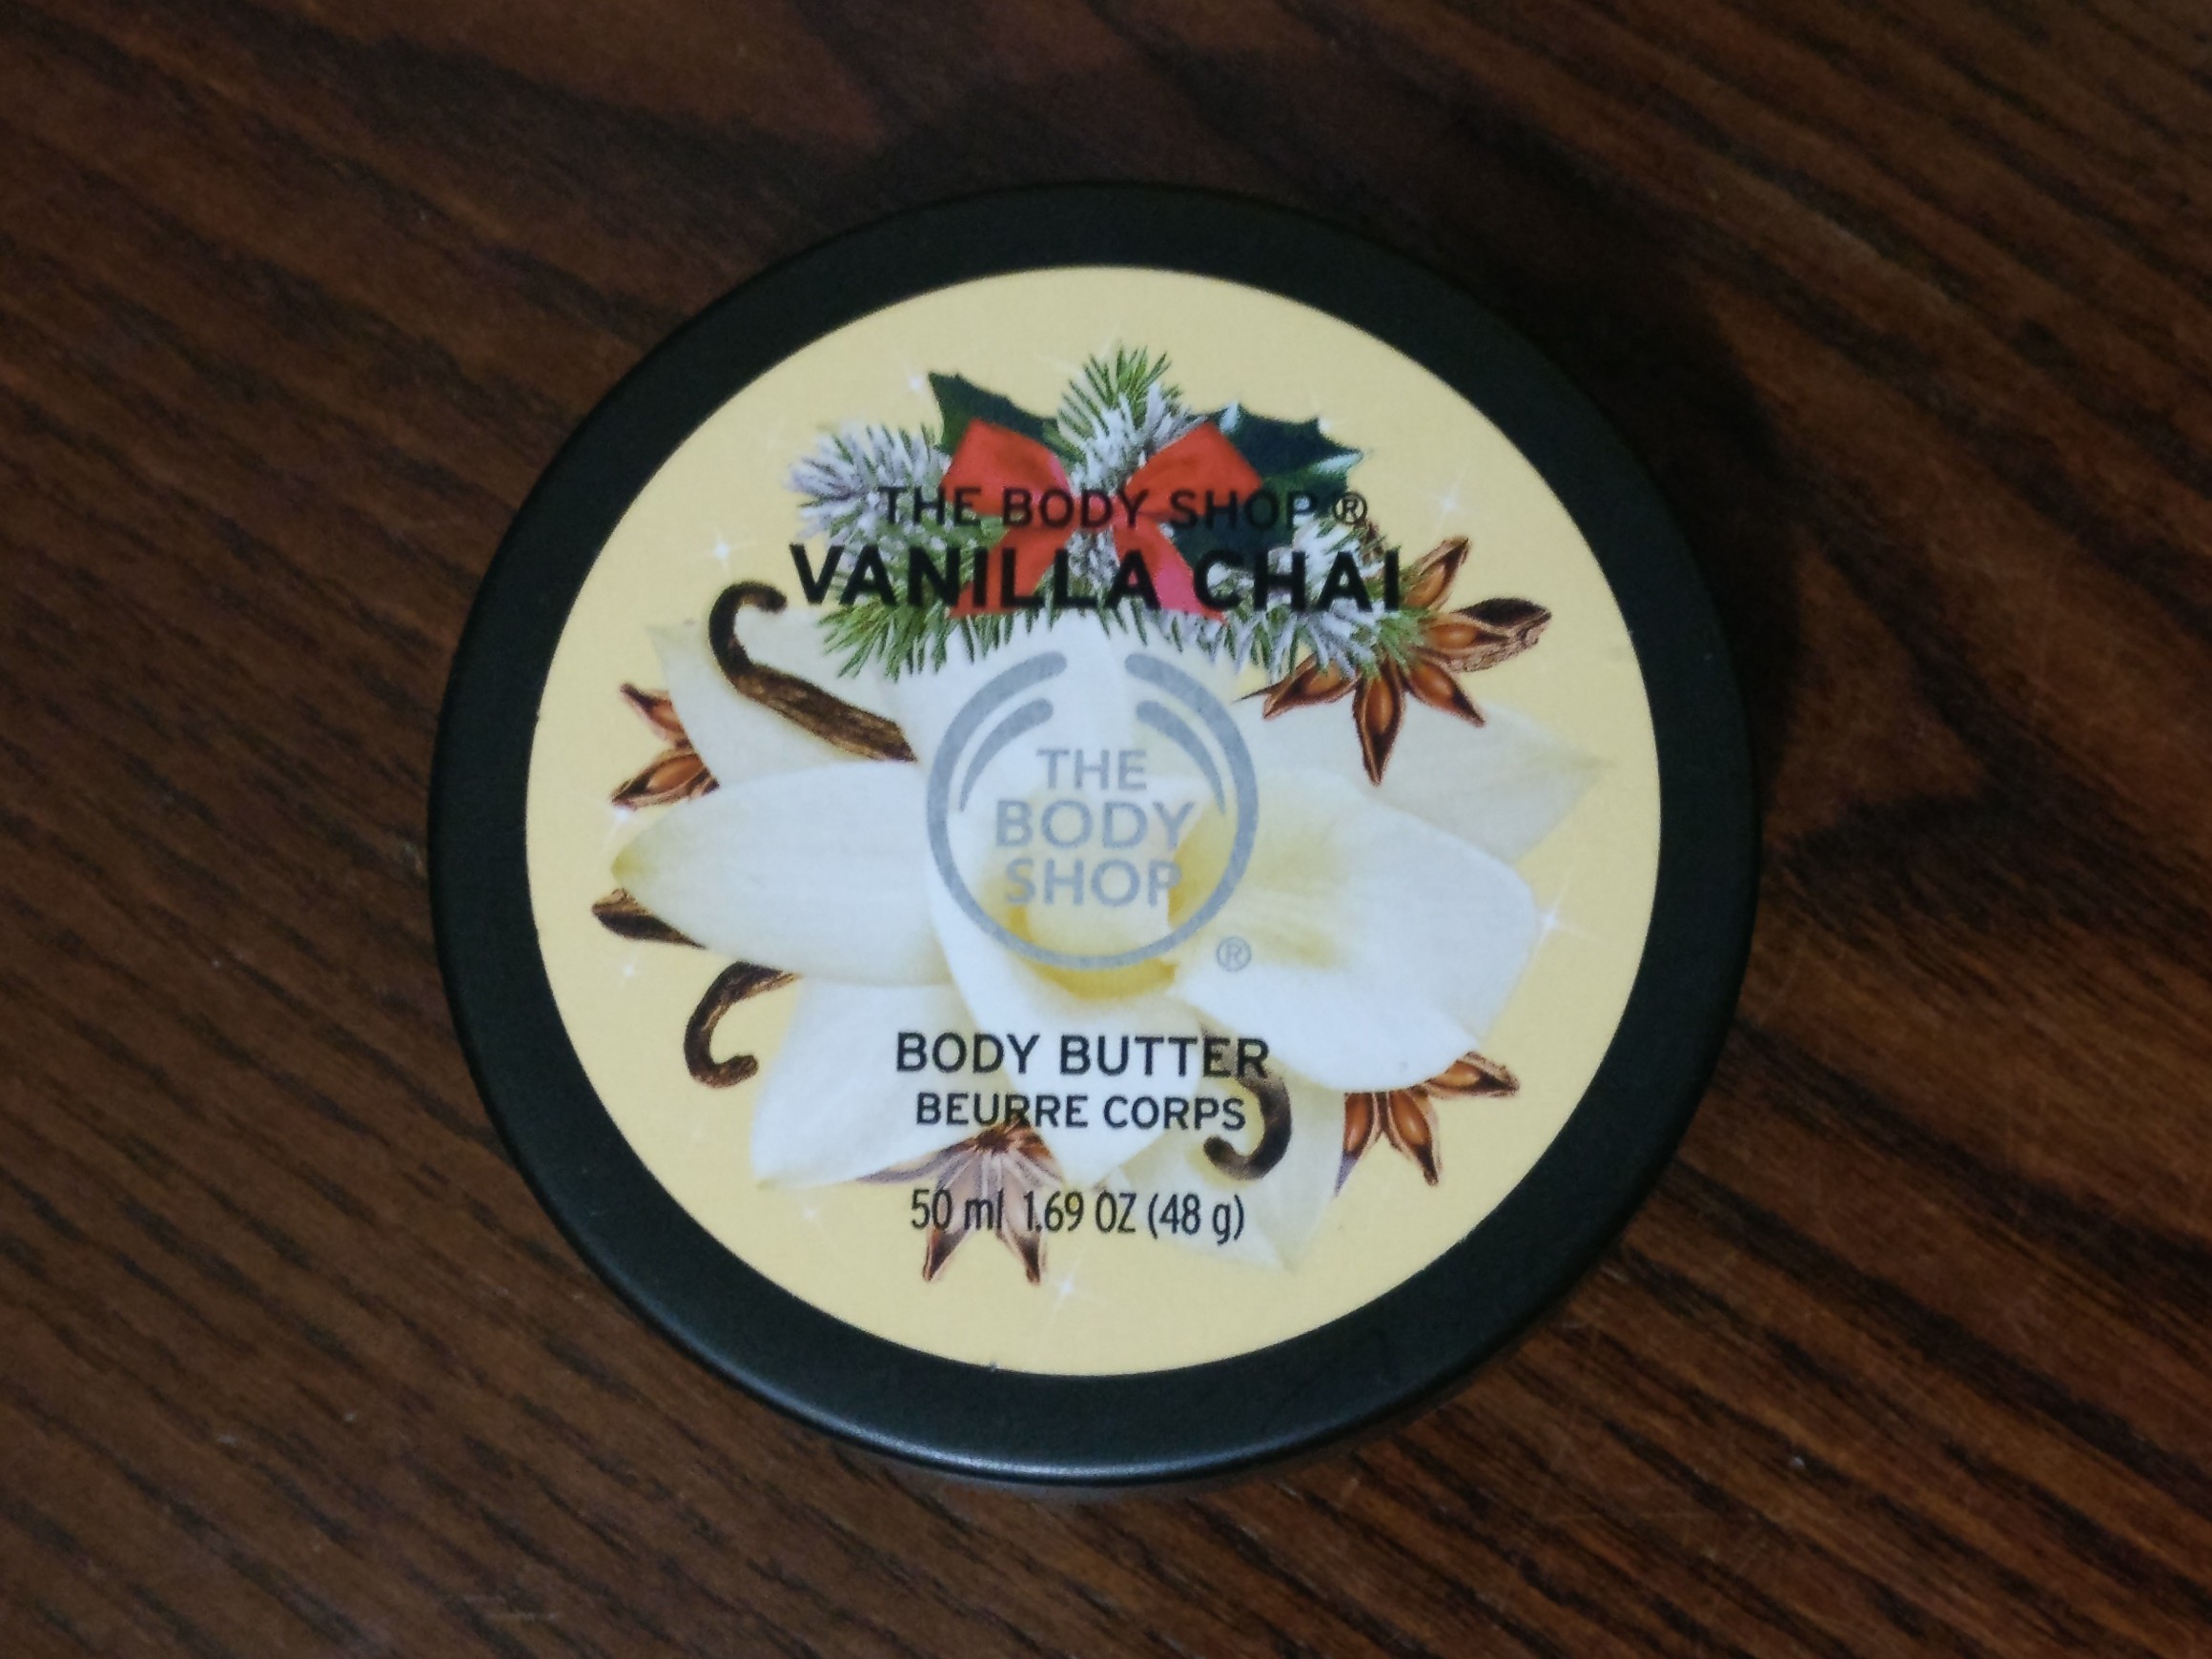 THE BODY SHOP ®
VANILLA CHAI
THE
BODY
SHOP
®
BODY BUTTER
BEURRE CORPS
50 ml 1.69 OZ (48 g)